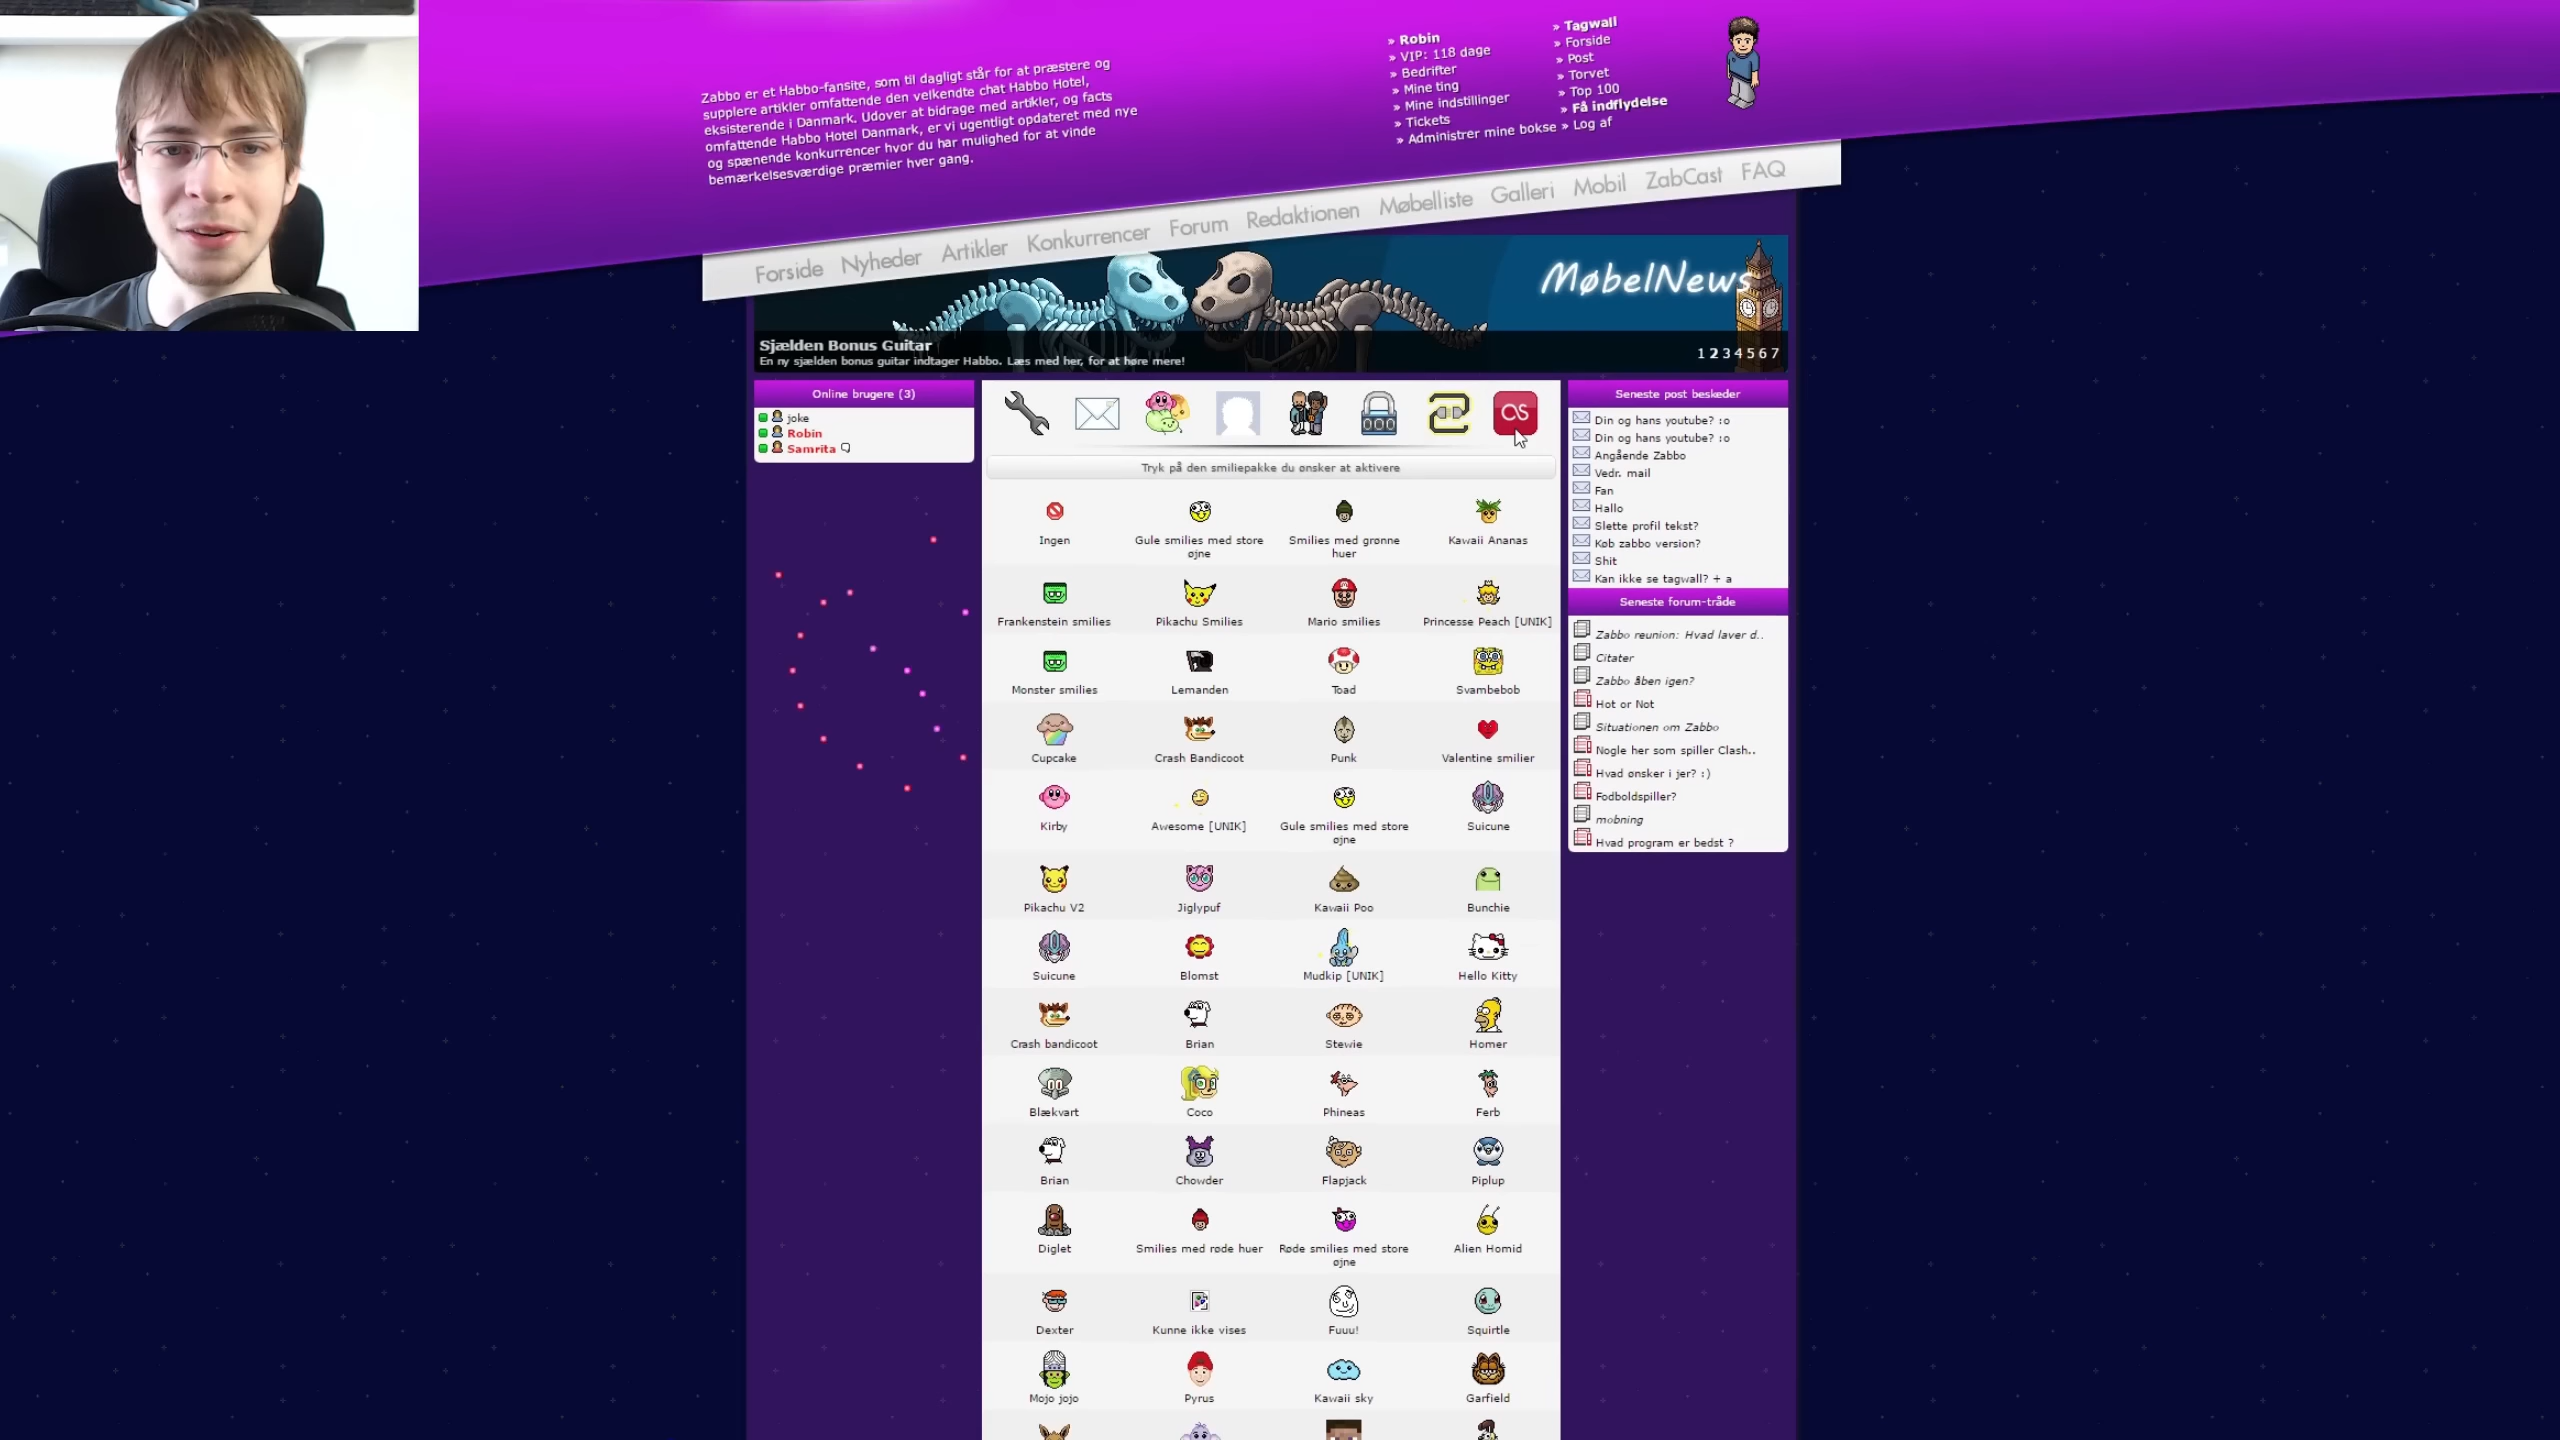 Zabbo er et Habbo-fansite, som til dagligt står for at præstere og
supplere artikler omfattende den velkendte chat Habbo Hotel,
eksisterende i Danmark. Udover at bidrage med artikler, og facts
omfattende Habbo Hotel Danmark, er vi ugentligt opdateret med nye
og spænende konkurrencer hvor du har mulighed for at vinde
bemærkelsesværdige præmier hver gang.
» Robin
» VIP: 118 dage
» Bedrifter
» Mine ting
» Mine indstillinger
» Tickets
» Administrer mine bokse
» Tagwall
» Forside
» Post
» Torvet
» Top 100
» Få indflydelse
» Log af
Forside Nyheder Artikler Konkurrencer Forum Redaktionen Møbelliste Galleri Mobil ZabCast FAQ
MøbelNews
Sjælden Bonus Guitar
En ny sjælden bonus guitar indtager Habbo. Læs med her, for at høre mere!
1 2 3 4 5 6 7
Online brugere (3)
joke
Robin
Samrita
Tryk på den smiliepakke du ønsker at aktivere
Ingen
Gule smilies med store
øjne
Smilies med grønne
huer
Kawaii Ananas
Frankenstein smilies
Pikachu Smilies
Mario smilies
Princesse Peach [UNIK]
Monster smilies
Lemanden
Toad
Svambebob
Cupcake
Crash Bandicoot
Punk
Valentine smilier
Kirby
Awesome [UNIK]
Gule smilies med store
øjne
Suicune
Pikachu V2
Jiglypuf
Kawaii Poo
Bunchie
Suicune
Blomst
Mudkip [UNIK]
Hello Kitty
Crash bandicoot
Brian
Stewie
Homer
Blækvart
Coco
Phineas
Ferb
Brian
Chowder
Flapjack
Piplup
Diglet
Smilies med røde huer
Røde smilies med store
øjne
Alien Homid
Dexter
Kunne ikke vises
Fuuu!
Squirtle
Mojo jojo
Pyrus
Kawaii sky
Garfield
Seneste post beskeder
Din og hans youtube? :o
Din og hans youtube? :o
Angående Zabbo
Vedr. mail
Fan
Hallo
Slette profil tekst?
Køb zabbo version?
Shit
Kan ikke se tagwall? + a
Seneste forum-tråde
Zabbo reunion: Hvad laver d..
Citater
Zabbo åben igen?
Hot or Not
Situationen om Zabbo
Nogle her som spiller Clash..
Hvad ønsker i jer? :)
Fodboldspiller?
mobning
Hvad program er bedst ?